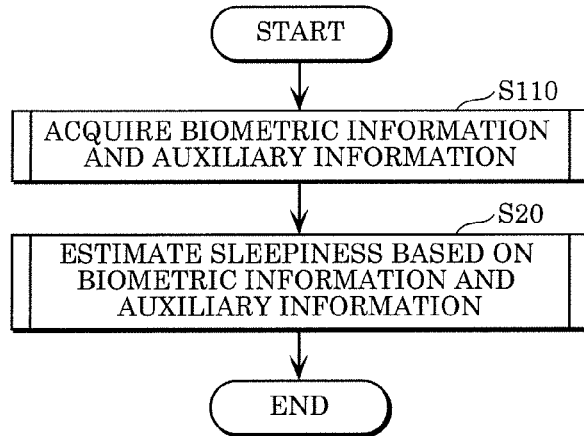 START
S110
ACQUIRE BIOMETRIC INFORMATION
AND AUXILIARY INFORMATION
S20
ESTIMATE SLEEPINESS BASED ON
BIOMETRIC INFORMATION AND
AUXILIARY INFORMATION
END